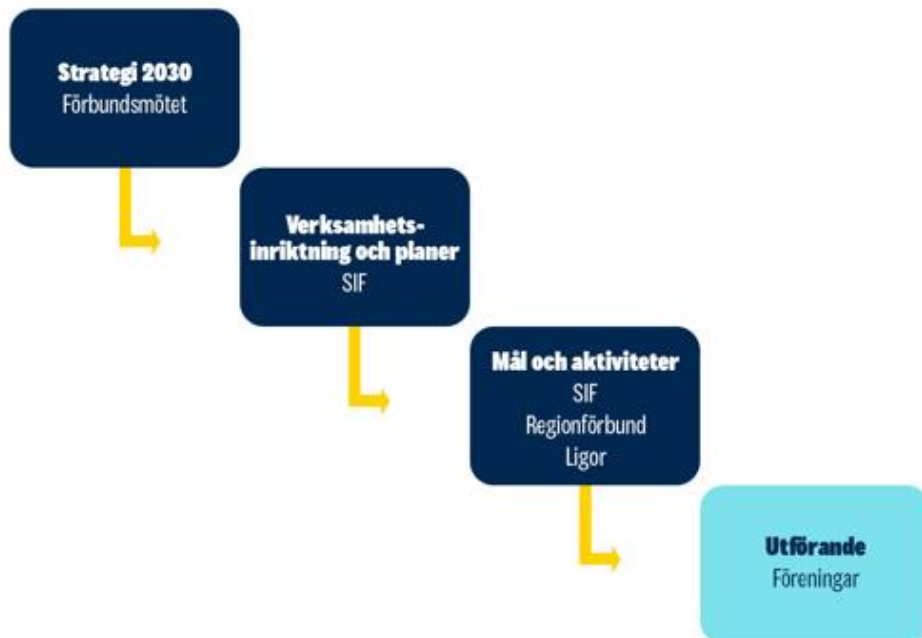 Strategi 2030
Förbundsmötet
Verksamhets-
inriktning och planer
SIF
Mål och aktiviteter
SIF
Regionförbund
Ligor
Utförande
Föreningar